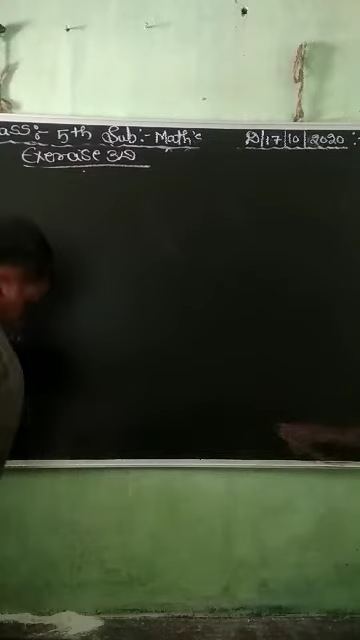 ass:- 5th Sub:- Math's D/17/10/2020:-
Exercise